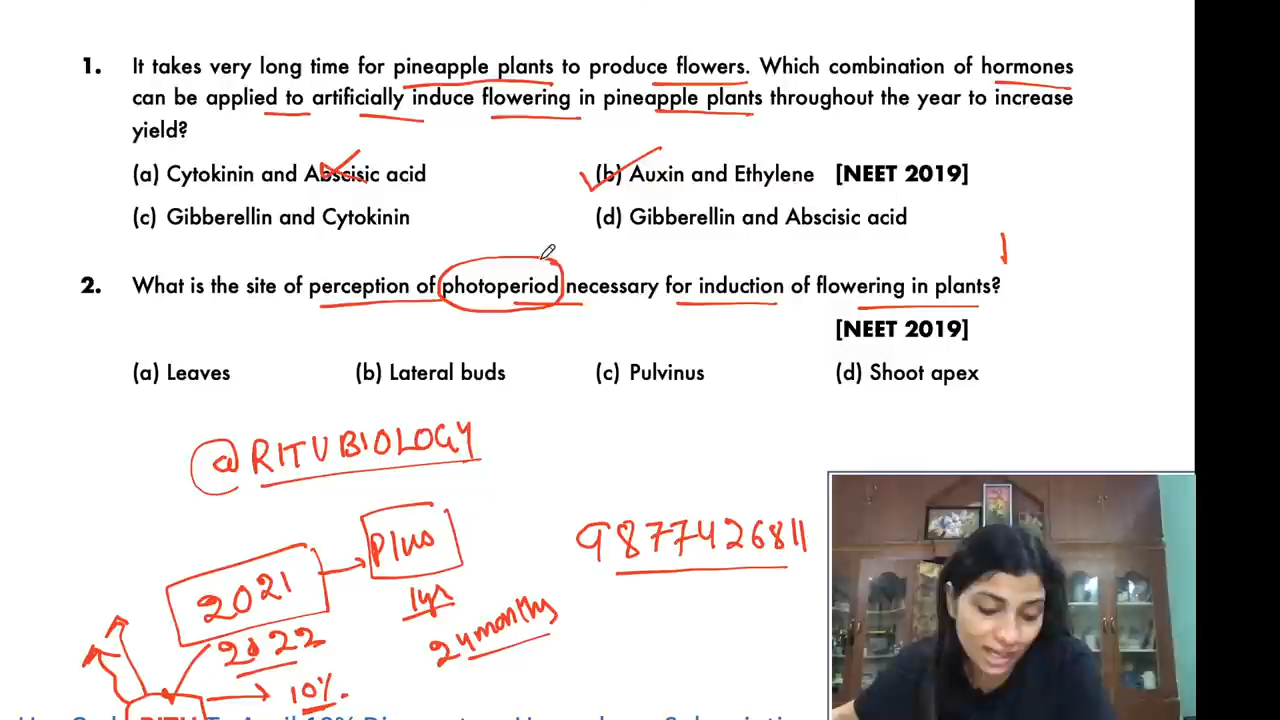 1. It takes very long time for pineapple plants to produce flowers. Which combination of hormones
can be applied to artificially induce flowering in pineapple plants throughout the year to increase
yield?
(a) Cytokinin and Abscisic acid (b) Auxin and Ethylene [NEET 2019]
(c) Gibberellin and Cytokinin (d) Gibberellin and Abscisic acid
2. What is the site of perception of photoperiod necessary for induction of flowering in plants?
[NEET 2019]
(a) Leaves (b) Lateral buds (c) Pulvinus (d) Shoot apex
@RITUBIOLOGY
Plus
9877426811
2021
1yr
24months
2022
10%.
RITU To 10%